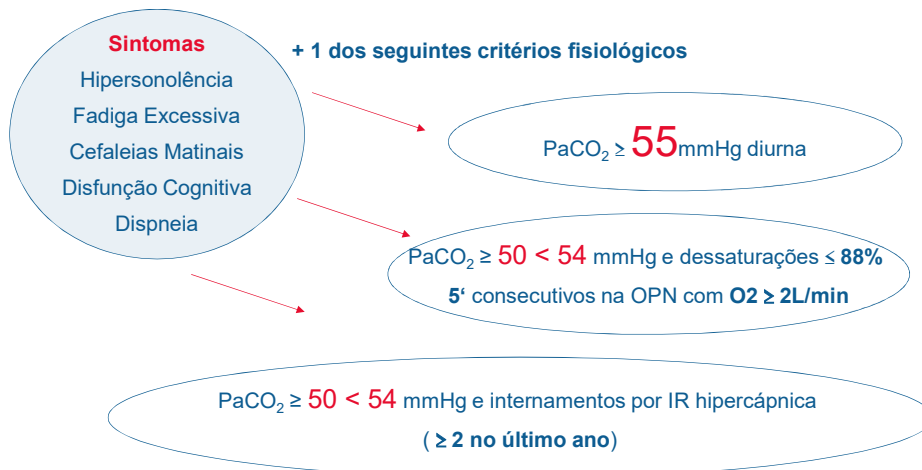 Sintomas
Hipersonolência
Fadiga Excessiva
Cefaleias Matinais
Disfunção Cognitiva
Dispneia
+ 1 dos seguintes critérios fisiológicos
PaCO₂ ≥ 55mmHg diurna
PaCO₂ ≥ 50 < 54 mmHg e dessaturações ≤ 88%
5‘ consecutivos na OPN com O2 ≥ 2L/min
PaCO₂ ≥ 50 < 54 mmHg e internamentos por IR hipercápnica
( ≥ 2 no último ano)